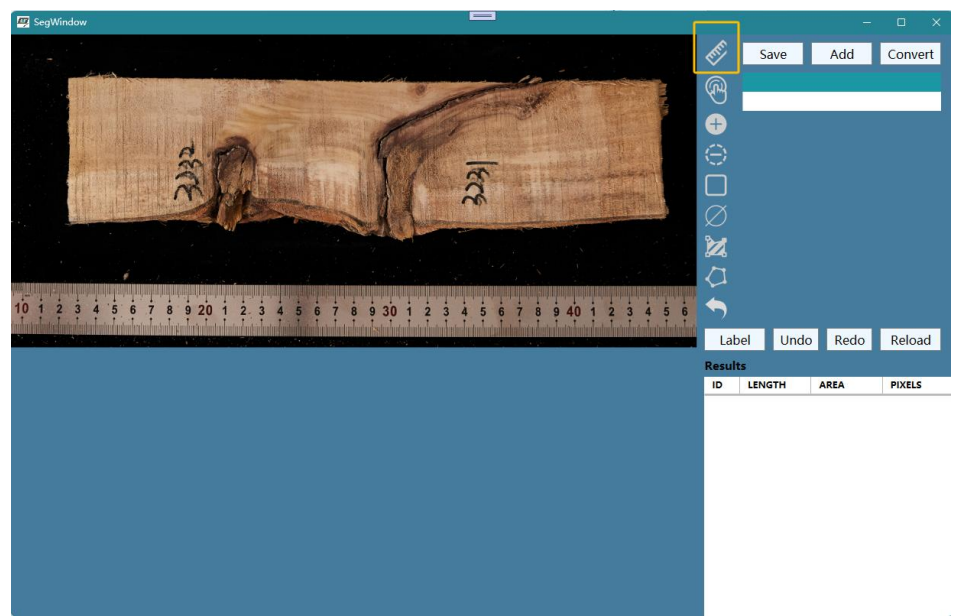 SegWindow
Save Add Convert
3232
3231
10 1 2 3 4 5 6 7 8 9 20 1 2 3 4 5 6 7 8 9 30 1 2 3 4 5 6 7 8 9 40 1 2 3 4 5 6
Label Undo Redo Reload
Results
ID LENGTH AREA PIXELS